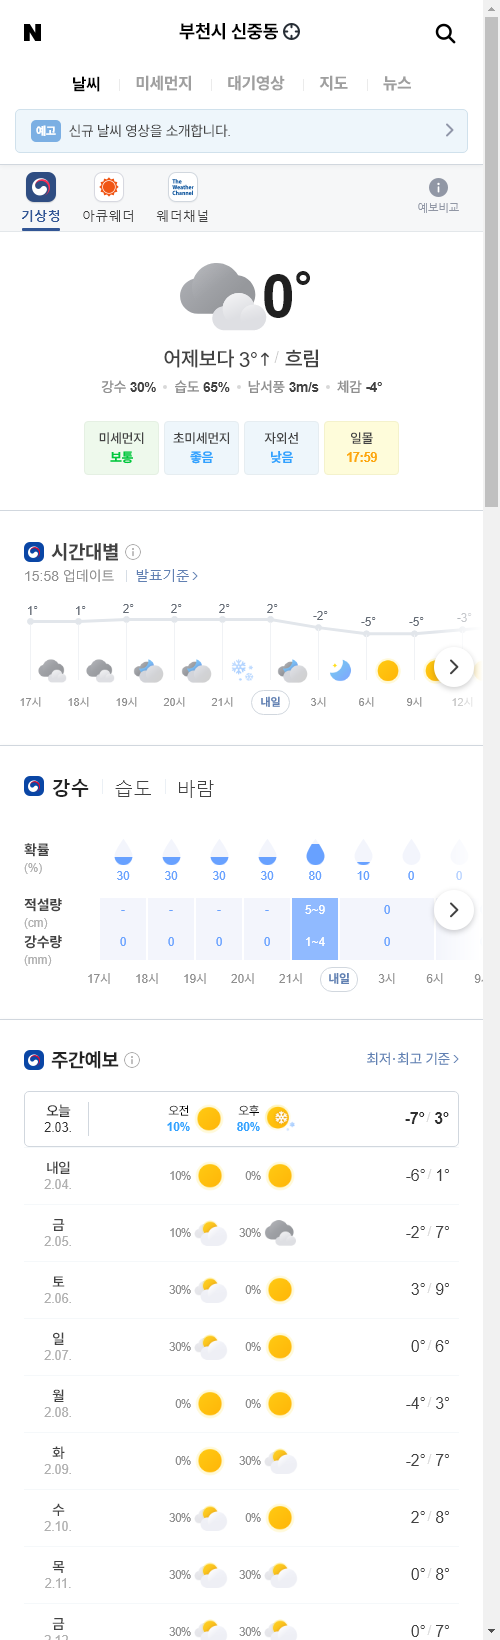 N
부천시 신중동
날씨 미세먼지 대기영상 지도 뉴스
예고 신규 날씨 영상을 소개합니다.
The Weather Channel
기상청 아큐웨더 웨더채널 예보비교
0°
어제보다 3°↑ / 흐림
강수 30% • 습도 65% • 남서풍 3m/s • 체감 -4°
미세먼지 초미세먼지 자외선 일몰
보통 좋음 낮음 17:59
시간대별
15:58 업데이트 발표기준 >
1° 1° 2° 2° 2° 2° -2° -5° -5° -3°
17시 18시 19시 20시 21시 내일 3시 6시 9시 12시
강수 습도 바람
확률
(%)
30 30 30 30 80 10 0 0
적설량
(cm)
- - - - 5~9 0
강수량
(mm)
0 0 0 0 1~4 0
17시 18시 19시 20시 21시 내일 3시 6시 9
주간예보 최저·최고 기준 >
오늘 2.03. 오전 10% 오후 80% -7° / 3°
내일 2.04. 10% 0% -6° / 1°
금 2.05. 10% 30% -2° / 7°
토 2.06. 30% 0% 3° / 9°
일 2.07. 30% 0% 0° / 6°
월 2.08. 0% 0% -4° / 3°
화 2.09. 0% 30% -2° / 7°
수 2.10. 30% 0% 2° / 8°
목 2.11. 30% 30% 0° / 8°
금 2.12. 30% 30% 0° / 7°